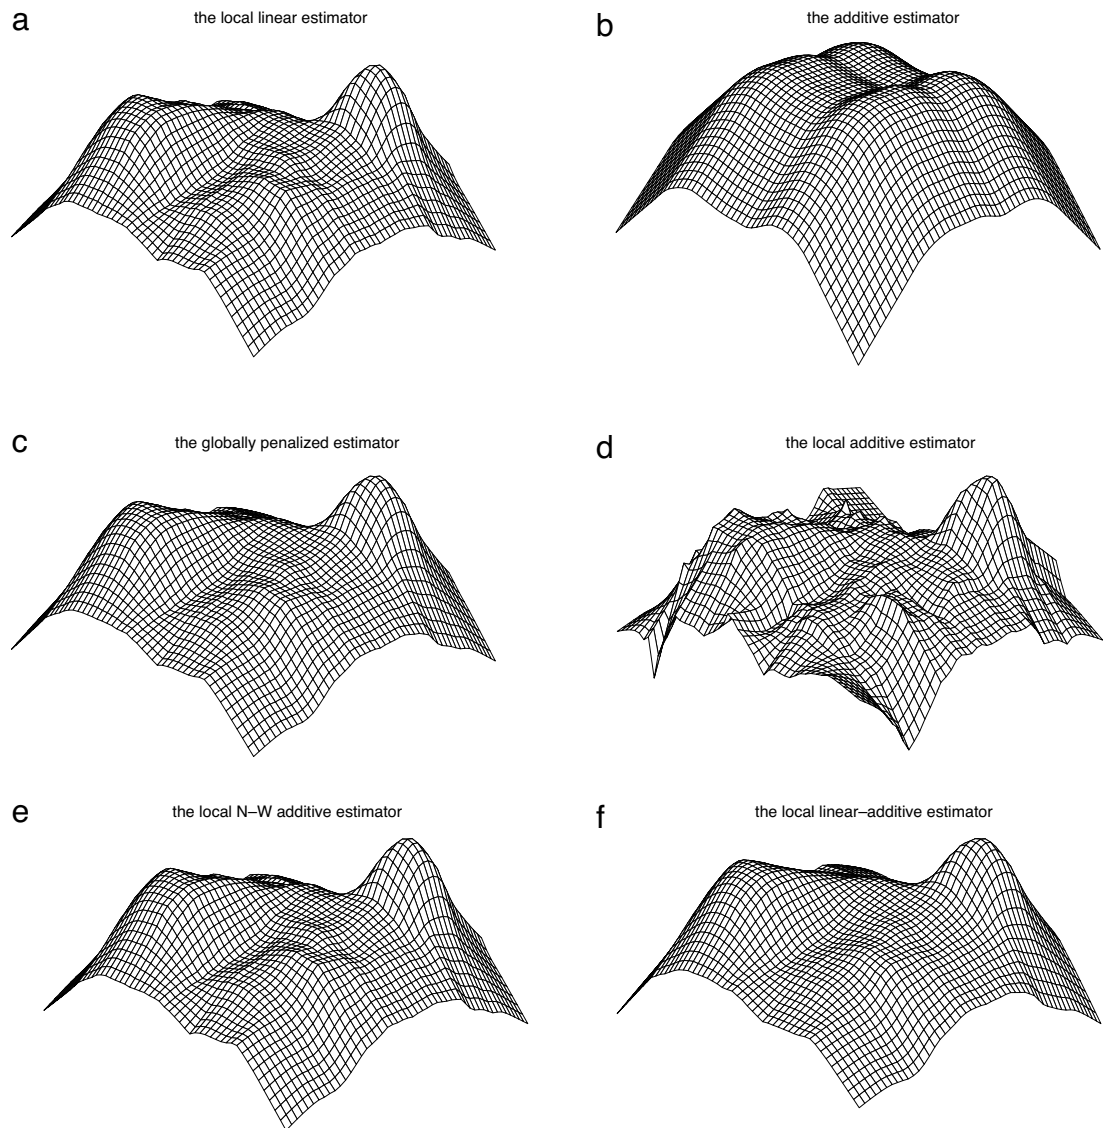 a
the local linear estimator
b
the additive estimator
c
the globally penalized estimator
d
the local additive estimator
e
the local N–W additive estimator
f
the local linear–additive estimator